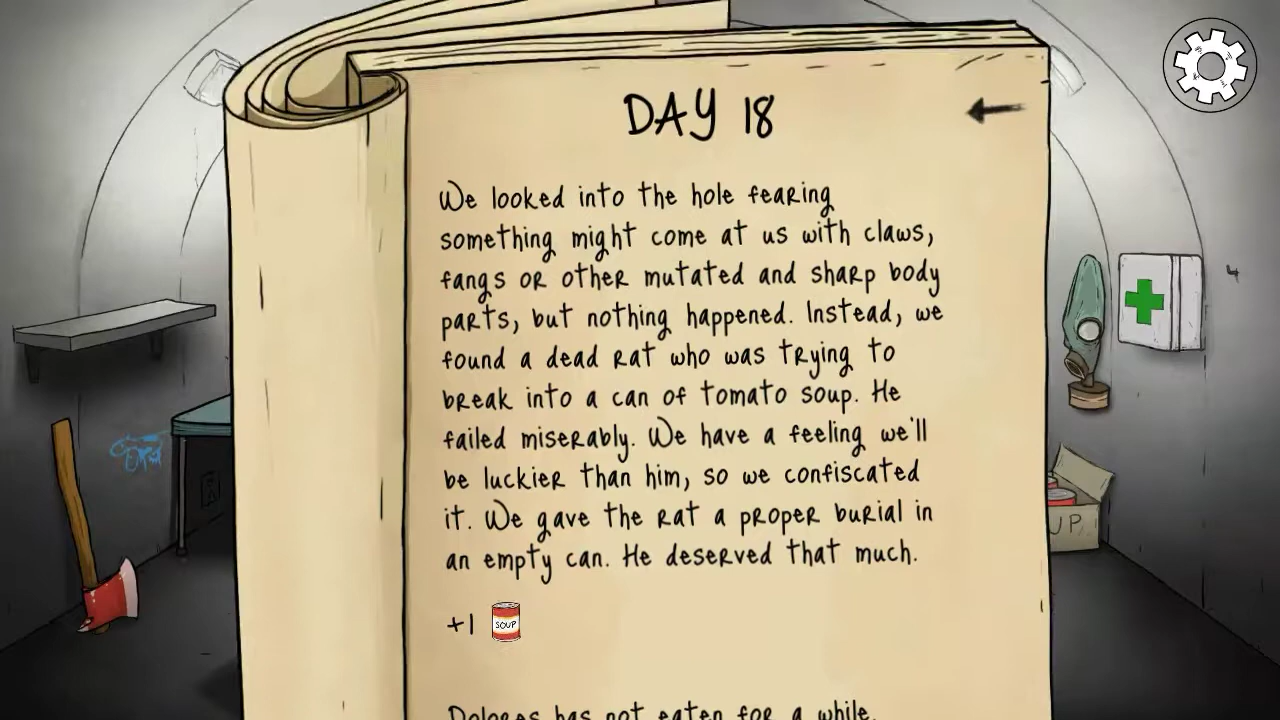 DAY 18
We looked into the hole fearing
something might come at us with claws,
fangs or other mutated and sharp body
parts, but nothing happened. Instead, we
found a dead rat who was trying to
break into a can of tomato soup. He
failed miserably. We have a feeling we'll
be luckier than him, so we confiscated
it. We gave the rat a proper burial in
an empty can. He deserved that much.
+1 SOUP
Dolores has not eaten for a while.
UP